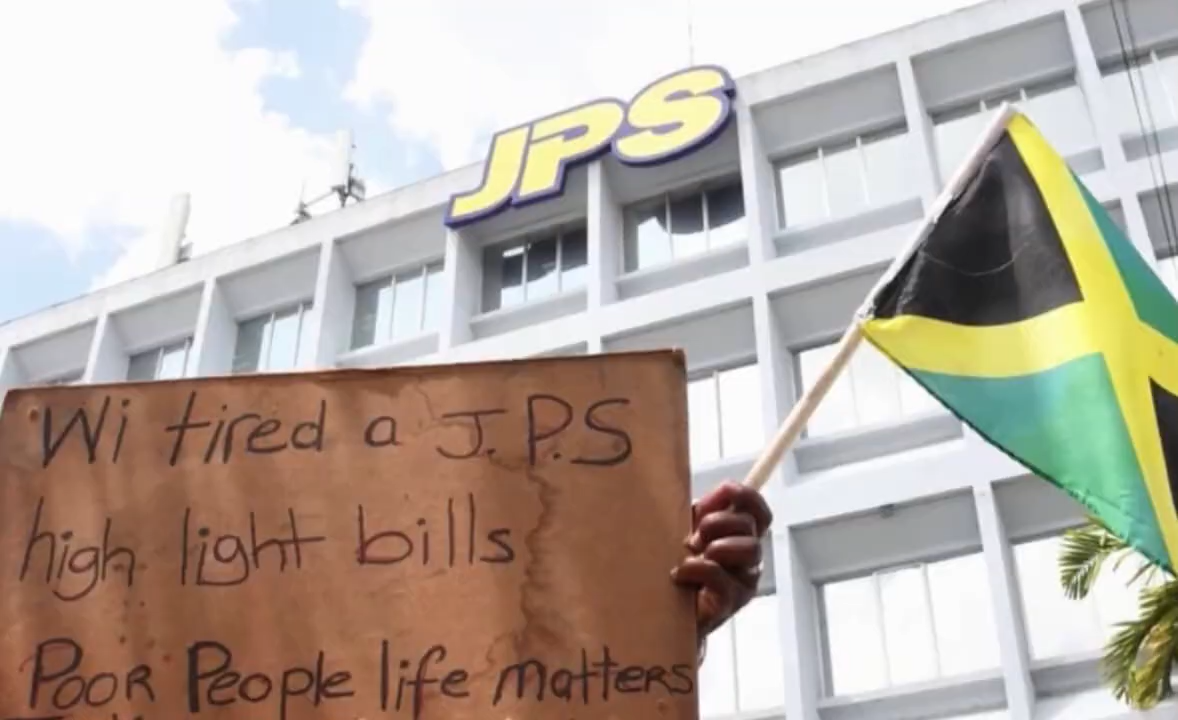 JPS
Wi tired a J.P.S
high light bills
Poor People life matters